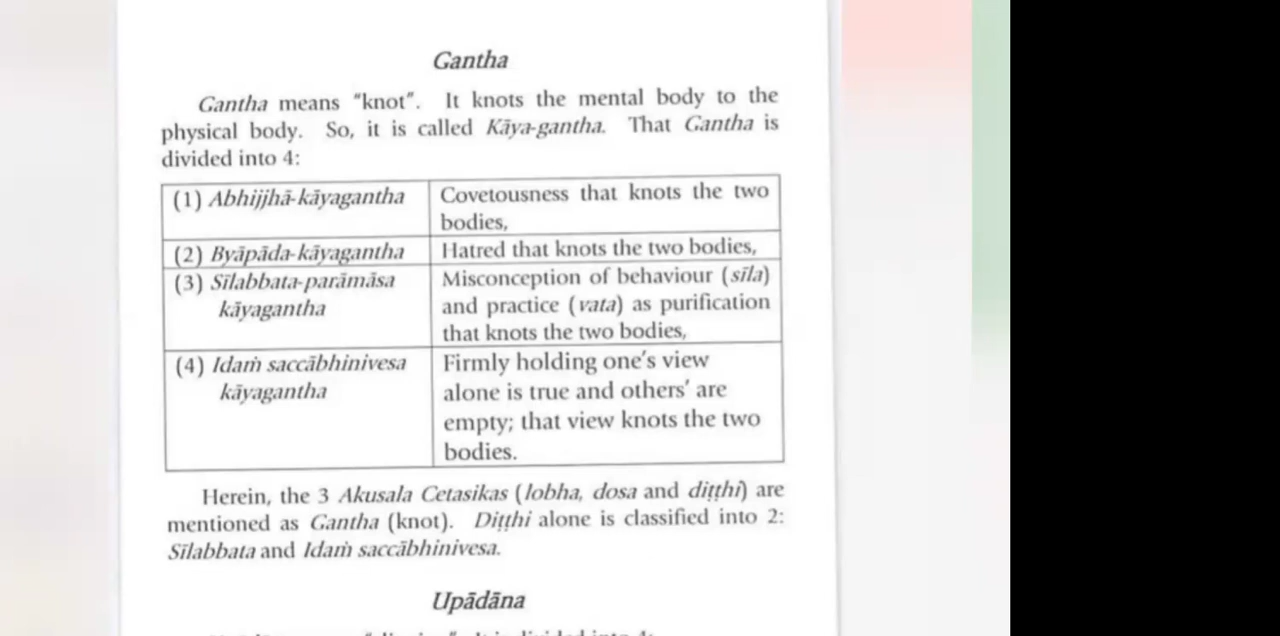 Gantha
Gantha means "knot". It knots the mental body to the
physical body. So, it is called Kāya-gantha. That Gantha is
divided into 4:
(1) Abhijjhā-kāyagantha
Covetousness that knots the two
bodies,
(2) Byāpāda-kāyagantha
Hatred that knots the two bodies,
(3) Sīlabbata-parāmāsa
kāyagantha
Misconception of behaviour (sīla)
and practice (vata) as purification
that knots the two bodies,
(4) Idaṁ saccābhinivesa
kāyagantha
Firmly holding one's view
alone is true and others' are
empty; that view knots the two
bodies.
Herein, the 3 Akusala Cetasikas (lobha, dosa and diṭṭhi) are
mentioned as Gantha (knot). Diṭṭhi alone is classified into 2:
Sīlabbata and Idaṁ saccābhinivesa.
Upādāna